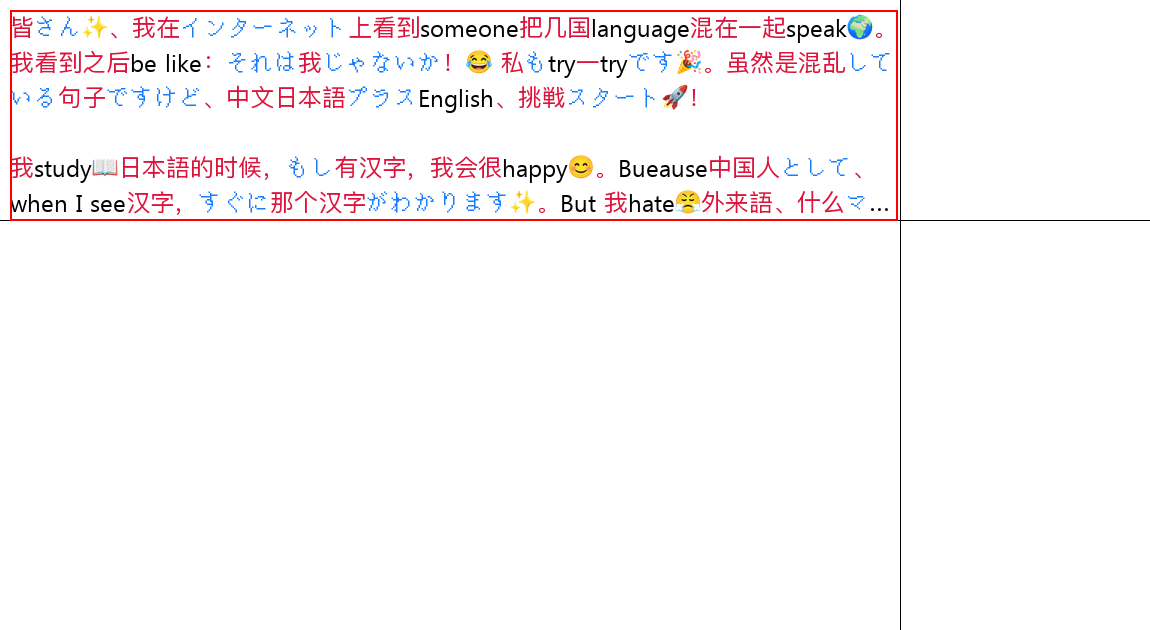 皆さん✨、我在インターネット上看到someone把几国language混在一起speak🌍。
我看到之后be like：それは我じゃないか！😂 私もtry一tryです🎉。虽然是混乱して
いる句子ですけど、中文日本語プラスEnglish、挑戦スタート🚀！
我study📖日本語的时候，もし有汉字，我会很happy😊。Bueause中国人として、
when I see汉字，すぐに那个汉字がわかります✨。But 我hate😤外来語、什么マ...